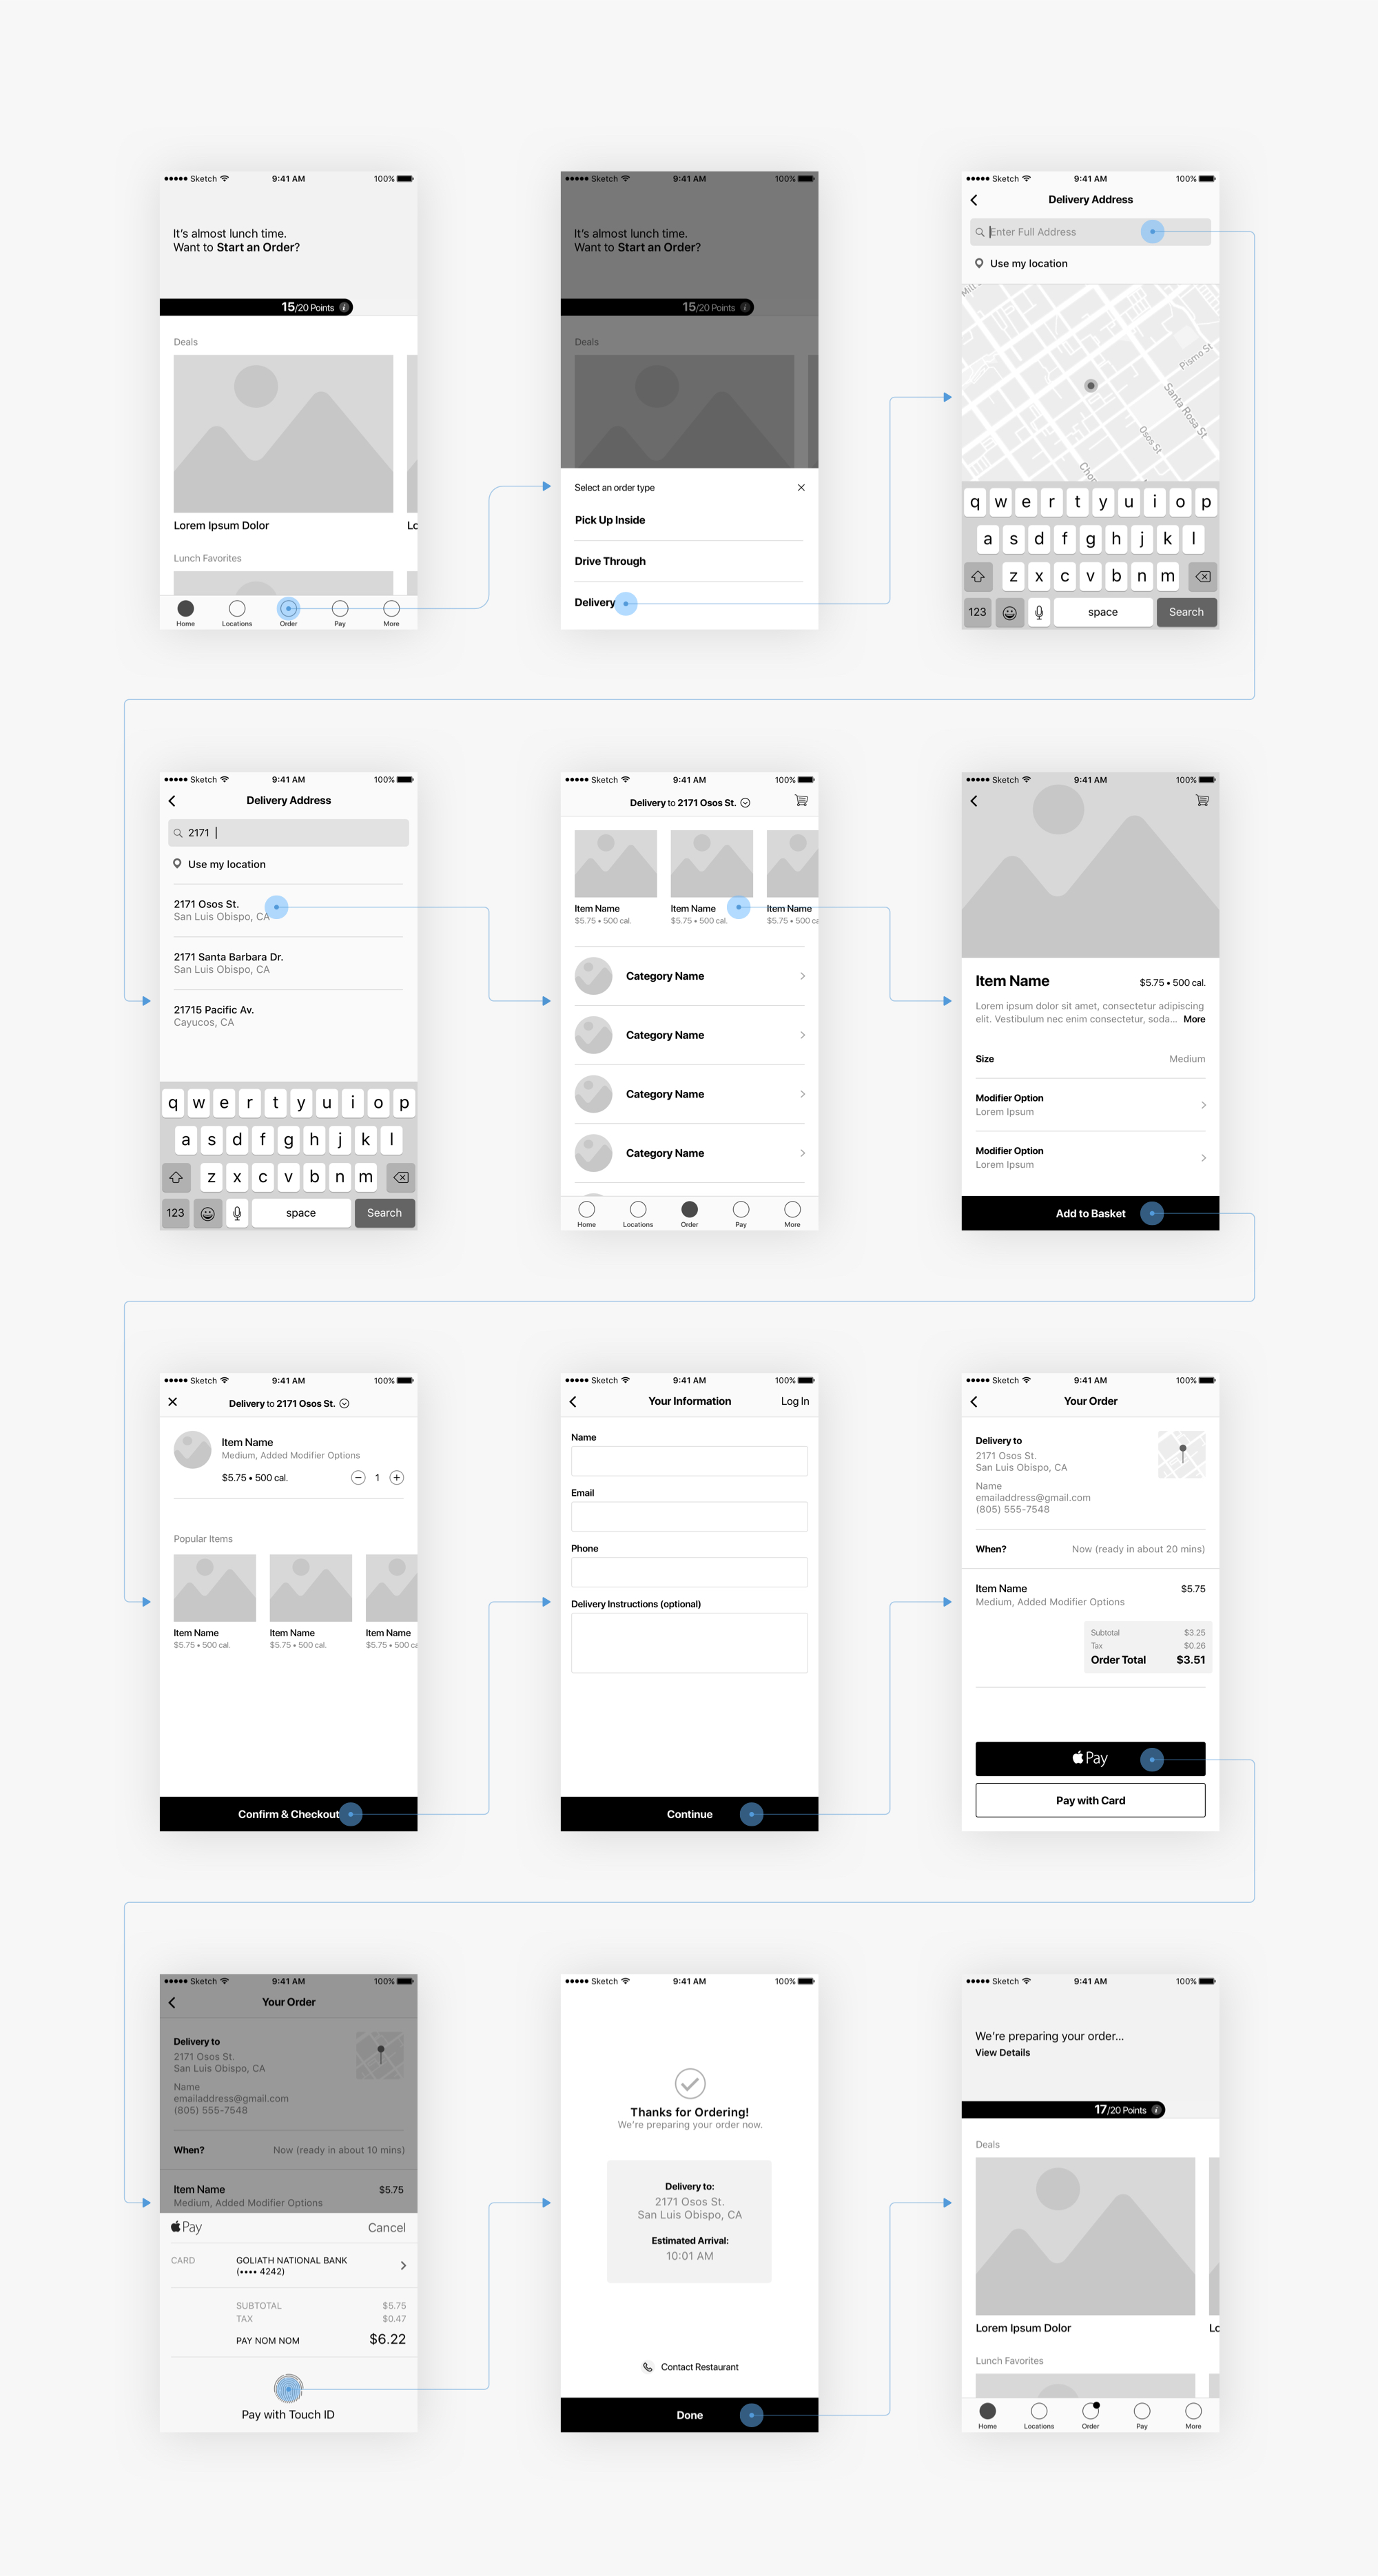 Sketch 9:41 AM 100%
It's almost lunch time.
Want to Start an Order?
15/20 Points i
Deals
Lorem Ipsum Dolor
Lo
Lunch Favorites
Home Locations Order Pay More
Sketch 9:41 AM 100%
It's almost lunch time.
Want to Start an Order?
15/20 Points i
Deals
Select an order type
Pick Up Inside
Drive Through
Delivery
Sketch 9:41 AM 100%
Delivery Address
Enter Full Address
Use my location
Mill
Pismo St
Santa Rosa St
Osos St
Chor
q w e r t y u i o p
a s d f g h j k l
z x c v b n m
123 space Search
Sketch 9:41 AM 100%
Delivery Address
2171
Use my location
2171 Osos St.
San Luis Obispo, CA
2171 Santa Barbara Dr.
San Luis Obispo, CA
21715 Pacific Av.
Cayucos, CA
q w e r t y u i o p
a s d f g h j k l
z x c v b n m
123 space Search
Sketch 9:41 AM 100%
Delivery to 2171 Osos St.
Item Name Item Name Item Name
$5.75 • 500 cal. $5.75 • 500 cal. $5.75 • 500 ca
Category Name
Category Name
Category Name
Category Name
Home Locations Order Pay More
Sketch 9:41 AM 100%
Item Name $5.75 • 500 cal.
Lorem ipsum dolor sit amet, consectetur adipiscing
elit. Vestibulum nec enim consectetur, soda... More
Size Medium
Modifier Option
Lorem Ipsum
Modifier Option
Lorem Ipsum
Add to Basket
Sketch 9:41 AM 100%
Delivery to 2171 Osos St.
Item Name
Medium, Added Modifier Options
$5.75 • 500 cal. 1
Popular Items
Item Name Item Name Item Name
$5.75 • 500 cal. $5.75 • 500 cal. $5.75 • 500 ca
Confirm & Checkout
Sketch 9:41 AM 100%
Your Information Log In
Name
Email
Phone
Delivery Instructions (optional)
Continue
Sketch 9:41 AM 100%
Your Order
Delivery to
2171 Osos St.
San Luis Obispo, CA
Name
emailaddress@gmail.com
(805) 555-7548
When? Now (ready in about 20 mins)
Item Name $5.75
Medium, Added Modifier Options
Subtotal $3.25
Tax $0.26
Order Total $3.51
Pay
Pay with Card
Sketch 9:41 AM 100%
Your Order
Delivery to
2171 Osos St.
San Luis Obispo, CA
Name
emailaddress@gmail.com
(805) 555-7548
When? Now (ready in about 10 mins)
Item Name $5.75
Medium, Added Modifier Options
Pay Cancel
CARD GOLIATH NATIONAL BANK
(•••• 4242)
SUBTOTAL $5.75
TAX $0.47
PAY NOM NOM $6.22
Pay with Touch ID
Sketch 9:41 AM 100%
Thanks for Ordering!
We're preparing your order now.
Delivery to:
2171 Osos St.
San Luis Obispo, CA
Estimated Arrival:
10:01 AM
Contact Restaurant
Done
Sketch 9:41 AM 100%
We're preparing your order...
View Details
17/20 Points i
Deals
Lorem Ipsum Dolor
Lo
Lunch Favorites
Home Locations Order Pay More